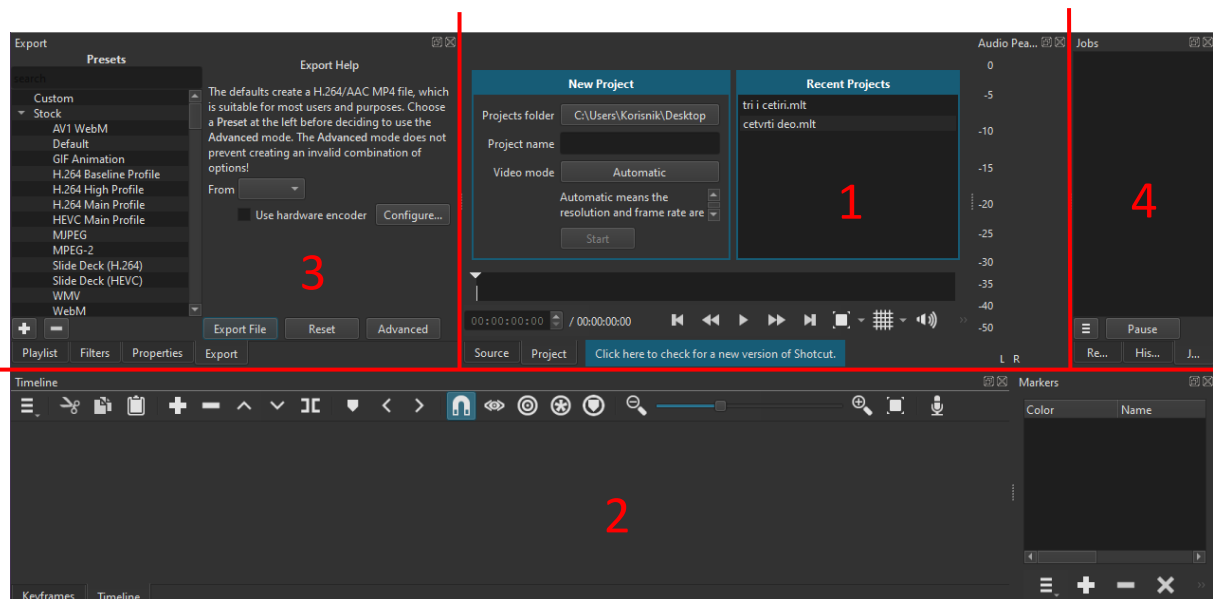 Export
Presets
search
Custom
Stock
AV1 WebM
Default
GIF Animation
H.264 Baseline Profile
H.264 High Profile
H.264 Main Profile
HEVC Main Profile
MJPEG
MPEG-2
Slide Deck (H.264)
Slide Deck (HEVC)
WMV
WebM
Export Help
The defaults create a H.264/AAC MP4 file, which
is suitable for most users and purposes. Choose
a Preset at the left before deciding to use the
Advanced mode. The Advanced mode does not
prevent creating an invalid combination of
options!
From
Use hardware encoder Configure...
3
Export File Reset Advanced
Playlist Filters Properties Export
New Project
Projects folder C:\Users\Korisnik\Desktop
Project name
Video mode Automatic
Automatic means the
resolution and frame rate are
Start
Recent Projects
tri i cetiri.mlt
cetvrti deo.mlt
1
00:00:00:00 / 00:00:00:00
Source Project Click here to check for a new version of Shotcut.
Audio Pea...
0
-5
-10
-15
-20
-25
-30
-35
-40
-50
L R
Jobs
4
Pause
Re... His... J...
Timeline
2
Keyframes Timeline
Markers
Color Name